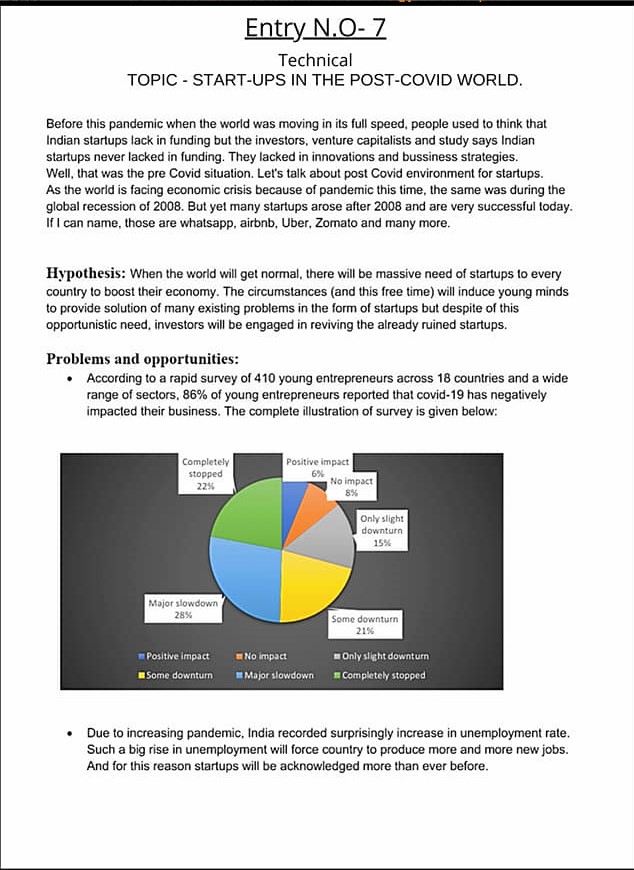 Entry N.O- 7
Technical
TOPIC - START-UPS IN THE POST-COVID WORLD.
Before this pandemic when the world was moving in its full speed, people used to think that
Indian startups lack in funding but the investors, venture capitalists and study says Indian
startups never lacked in funding. They lacked in innovations and bussiness strategies.
Well, that was the pre Covid situation. Let's talk about post Covid environment for startups.
As the world is facing economic crisis because of pandemic this time, the same was during the
global recession of 2008. But yet many startups arose after 2008 and are very successful today.
If I can name, those are whatsapp, airbnb, Uber, Zomato and many more.
Hypothesis: When the world will get normal, there will be massive need of startups to every
country to boost their economy. The circumstances (and this free time) will induce young minds
to provide solution of many existing problems in the form of startups but despite of this
opportunistic need, investors will be engaged in reviving the already ruined startups.
Problems and opportunities:
• According to a rapid survey of 410 young entrepreneurs across 18 countries and a wide
range of sectors, 86% of young entrepreneurs reported that covid-19 has negatively
impacted their business. The complete illustration of survey is given below:
Completely
stopped
22%
Positive impact
6%
No impact
8%
Only slight
downturn
15%
Major slowdown
28%
Some downturn
21%
Positive impact No impact Only slight downturn
Some downturn Major slowdown Completely stopped
• Due to increasing pandemic, India recorded surprisingly increase in unemployment rate.
Such a big rise in unemployment will force country to produce more and more new jobs.
And for this reason startups will be acknowledged more than ever before.